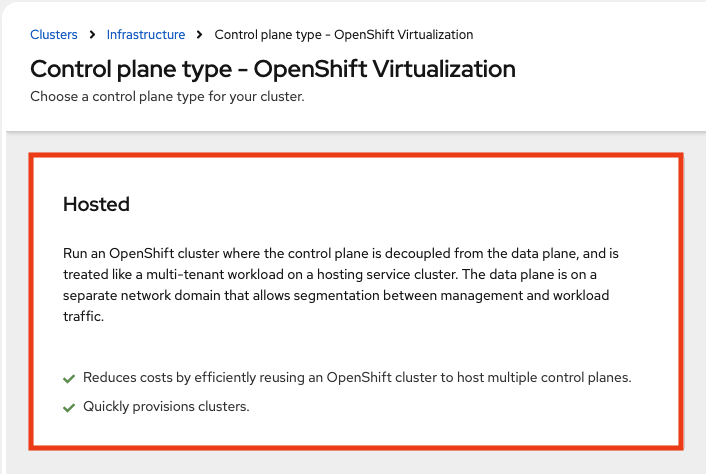 Clusters > Infrastructure > Control plane type - OpenShift Virtualization
Control plane type - OpenShift Virtualization
Choose a control plane type for your cluster.
Hosted
Run an OpenShift cluster where the control plane is decoupled from the data plane, and is
treated like a multi-tenant workload on a hosting service cluster. The data plane is on a
separate network domain that allows segmentation between management and workload
traffic.
Reduces costs by efficiently reusing an OpenShift cluster to host multiple control planes.
Quickly provisions clusters.